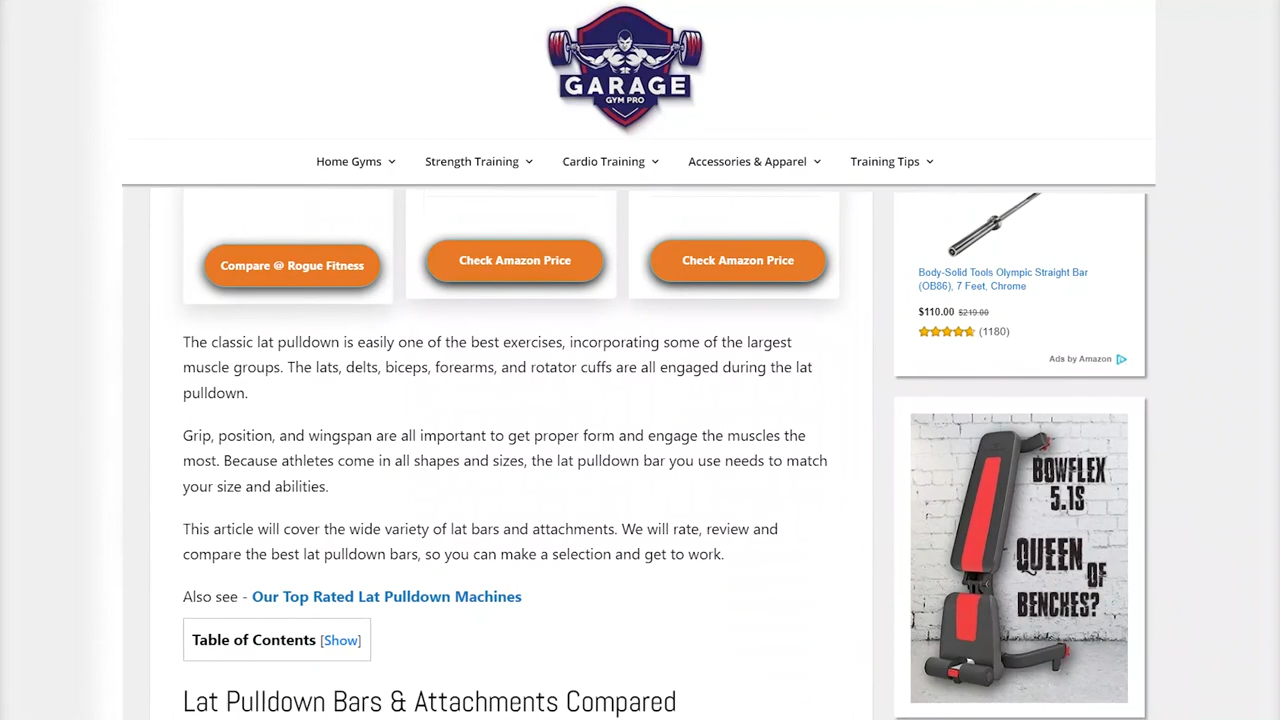 GARAGE
GYM PRO
Home Gyms
Strength Training
Cardio Training
Accessories & Apparel
Training Tips
Compare @ Rogue Fitness
Check Amazon Price
Check Amazon Price
The classic lat pulldown is easily one of the best exercises, incorporating some of the largest
muscle groups. The lats, delts, biceps, forearms, and rotator cuffs are all engaged during the lat
pulldown.
Grip, position, and wingspan are all important to get proper form and engage the muscles the
most. Because athletes come in all shapes and sizes, the lat pulldown bar you use needs to match
your size and abilities.
This article will cover the wide variety of lat bars and attachments. We will rate, review and
compare the best lat pulldown bars, so you can make a selection and get to work.
Also see - Our Top Rated Lat Pulldown Machines
Table of Contents [Show]
Lat Pulldown Bars & Attachments Compared
Body-Solid Tools Olympic Straight Bar
(OB86), 7 Feet, Chrome
$110.00 $219.00
(1180)
Ads by Amazon
BOWFLEX
5.1S
QUEEN
OF
BENCHES?